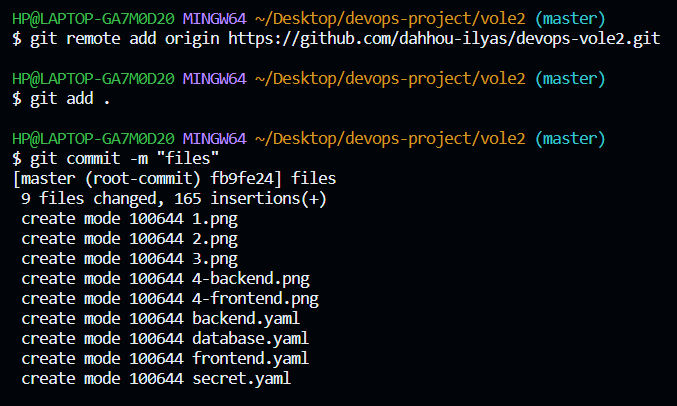 HP@LAPTOP-GA7M0D20 MINGW64 ~/Desktop/devops-project/vole2 (master)
$ git remote add origin https://github.com/dahhou-ilyas/devops-vole2.git
HP@LAPTOP-GA7M0D20 MINGW64 ~/Desktop/devops-project/vole2 (master)
$ git add .
HP@LAPTOP-GA7M0D20 MINGW64 ~/Desktop/devops-project/vole2 (master)
$ git commit -m "files"
[master (root-commit) fb9fe24] files
 9 files changed, 165 insertions(+)
 create mode 100644 1.png
 create mode 100644 2.png
 create mode 100644 3.png
 create mode 100644 4-backend.png
 create mode 100644 4-frontend.png
 create mode 100644 backend.yaml
 create mode 100644 database.yaml
 create mode 100644 frontend.yaml
 create mode 100644 secret.yaml